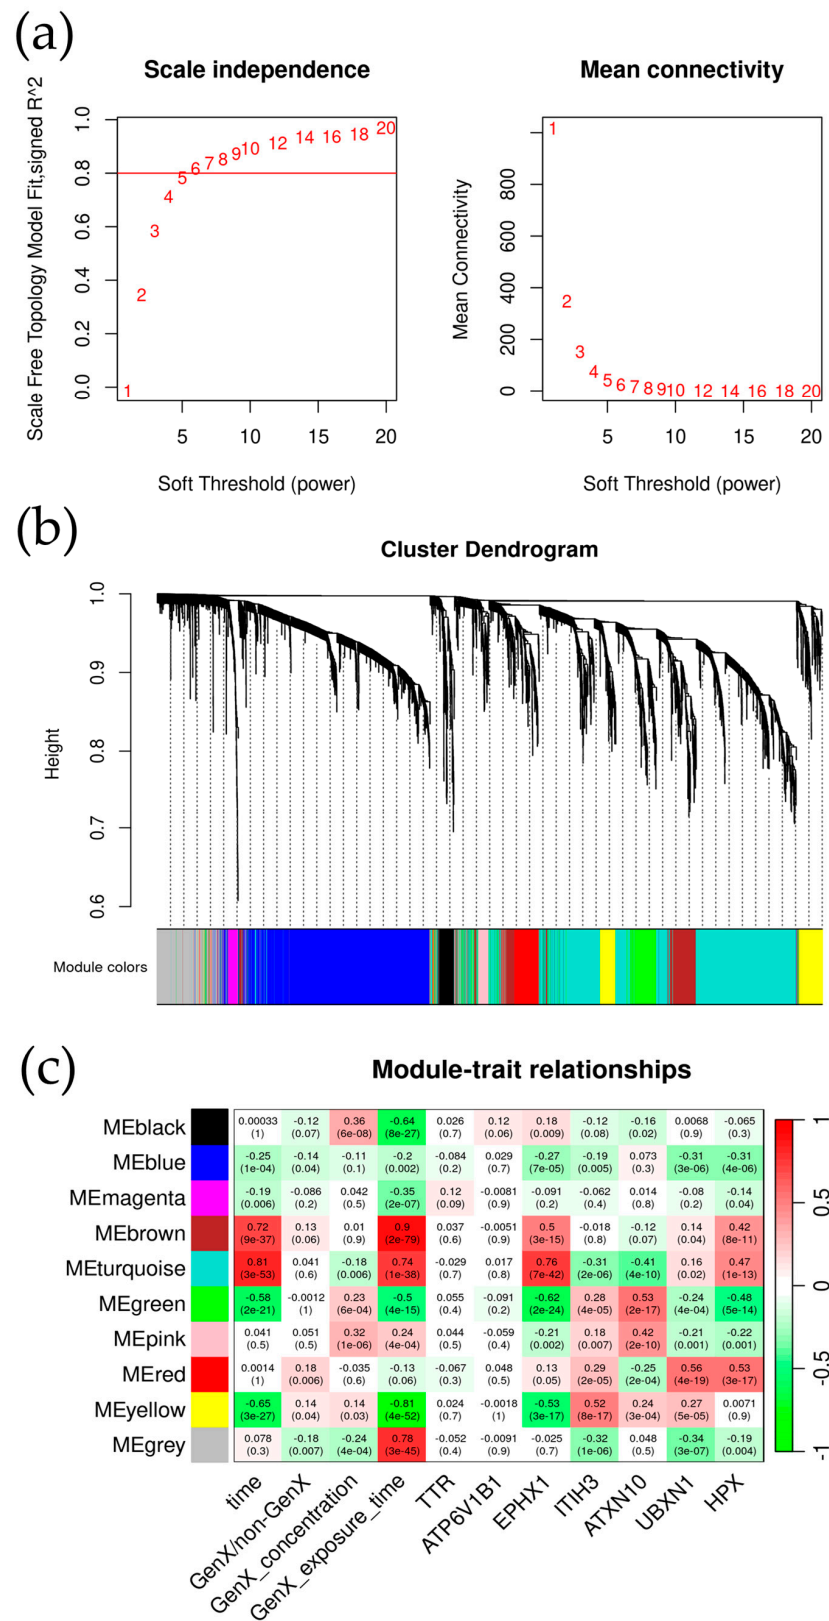 (a)
Scale independence
Scale Free Topology Model Fit,signed R^2
1.0
0.8
0.6
0.4
0.2
0.0
1
2
3
4
5
6
7
8
9
10
12
14
16
18
20
5 10 15 20
Soft Threshold (power)
Mean connectivity
Mean Connectivity
800
600
400
200
0
1
2
3
4
5
6
7
8
9
10
12
14
16
18
20
5 10 15 20
Soft Threshold (power)
(b)
Cluster Dendrogram
Height
1.0
0.9
0.8
0.7
0.6
Module colors
(c)
Module-trait relationships
MEblack
0.00033 -0.12 0.36 -0.64 0.026 0.12 0.18 -0.12 -0.16 0.0068 -0.065
(1) (0.07) (6e-08) (8e-27) (0.7) (0.06) (0.009) (0.08) (0.02) (0.9) (0.3)
MEblue
-0.25 -0.14 -0.11 -0.2 -0.084 0.029 -0.27 -0.19 0.073 -0.31 -0.31
(1e-04) (0.04) (0.1) (0.002) (0.2) (0.7) (7e-05) (0.005) (0.3) (3e-06) (4e-06)
MEmagenta
-0.19 -0.086 0.042 -0.35 0.12 -0.0081 -0.091 -0.062 0.014 -0.08 -0.14
(0.006) (0.2) (0.5) (2e-07) (0.09) (0.9) (0.2) (0.4) (0.8) (0.2) (0.04)
MEbrown
0.72 0.13 0.01 0.9 0.037 -0.0051 0.5 -0.018 -0.12 0.14 0.42
(9e-37) (0.06) (0.9) (2e-79) (0.6) (0.9) (3e-15) (0.8) (0.07) (0.04) (8e-11)
MEturquoise
0.81 0.041 -0.18 0.74 -0.029 0.017 0.76 -0.31 -0.41 0.16 0.47
(3e-53) (0.6) (0.006) (1e-38) (0.7) (0.8) (7e-42) (2e-06) (4e-10) (0.02) (1e-13)
MEgreen
-0.58 -0.0012 0.23 -0.5 0.055 -0.091 -0.62 0.28 0.53 -0.24 -0.48
(2e-21) (1) (6e-04) (4e-15) (0.4) (0.2) (2e-24) (4e-05) (2e-17) (4e-04) (5e-14)
MEpink
0.041 0.051 0.32 0.24 0.044 -0.059 -0.21 0.18 0.42 -0.21 -0.22
(0.5) (0.5) (1e-06) (4e-04) (0.5) (0.4) (0.002) (0.007) (2e-10) (0.001) (0.001)
MEred
0.0014 0.18 -0.035 -0.13 -0.067 0.048 0.13 0.29 -0.25 0.56 0.53
(1) (0.006) (0.6) (0.06) (0.3) (0.5) (0.05) (2e-05) (2e-04) (4e-19) (3e-17)
MEyellow
-0.65 0.14 0.14 -0.81 0.024 -0.0018 -0.53 0.52 0.24 0.27 0.0071
(3e-27) (0.04) (0.03) (4e-52) (0.7) (1) (3e-17) (8e-17) (3e-04) (5e-05) (0.9)
MEgrey
0.078 -0.18 -0.24 0.78 -0.052 -0.0091 -0.025 -0.32 0.048 -0.34 -0.19
(0.3) (0.007) (4e-04) (3e-45) (0.4) (0.9) (0.7) (1e-06) (0.5) (3e-07) (0.004)
time
GenX/non-GenX
GenX_concentration
GenX_exposure_time
TTR
ATP6V1B1
EPHX1
ITIH3
ATXN10
UBXN1
HPX
1
0.5
0
-0.5
-1